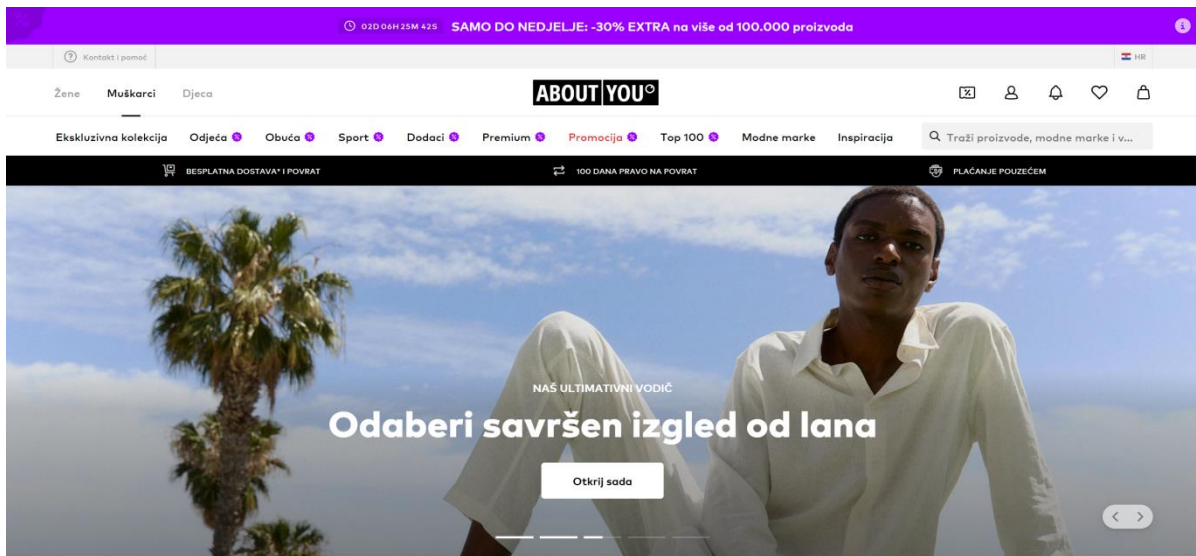 02D 06H 25M 42S SAMO DO NEDJELJE: -30% EXTRA na više od 100.000 proizvoda
Kontakt i pomoć
HR
Žene Muškarci Djeca
ABOUT YOU°
Ekskluzivna kolekcija Odjeća Obuća Sport Dodaci Premium Promocija Top 100 Modne marke Inspiracija Traži proizvode, modne marke i v...
BESPLATNA DOSTAVA* I POVRAT 100 DANA PRAVO NA POVRAT PLAĆANJE POUZEĆEM
NAŠ ULTIMATIVNI VODIČ
Odaberi savršen izgled od lana
Otkrij sada